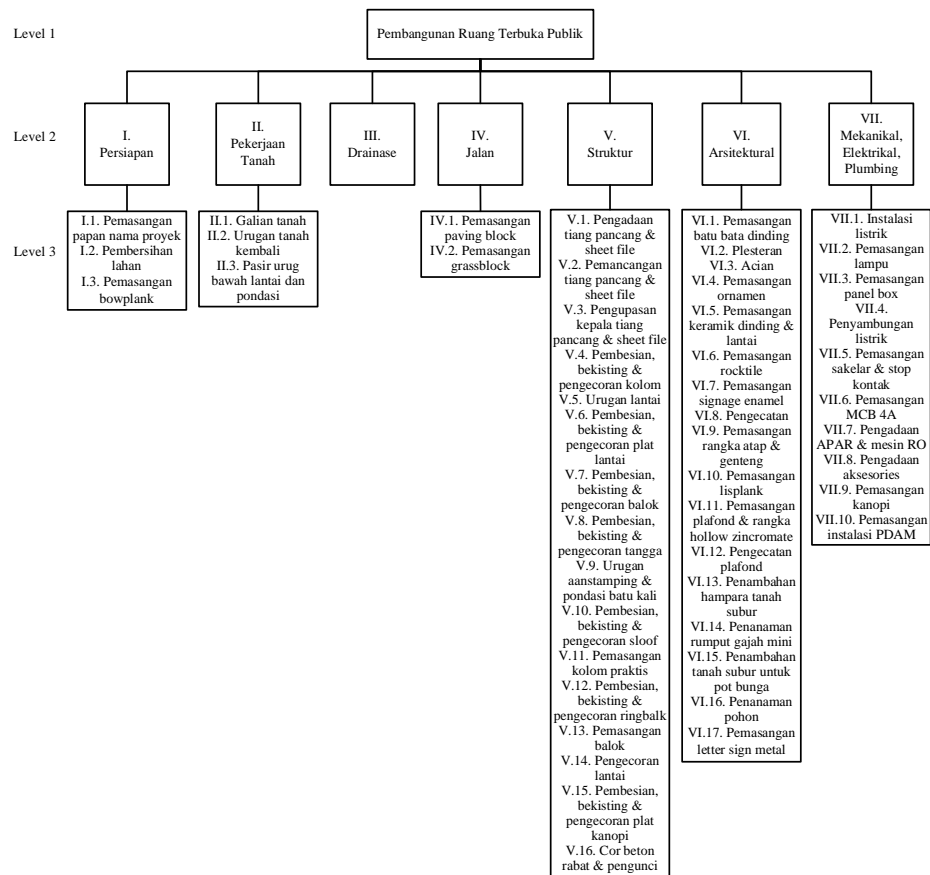 Level 1
Pembangunan Ruang Terbuka Publik
Level 2
I.
Persiapan
II.
Pekerjaan
Tanah
III.
Drainase
IV.
Jalan
V.
Struktur
VI.
Arsitektural
VII.
Mekanikal,
Elektrikal,
Plumbing
Level 3
I.1. Pemasangan
papan nama proyek
I.2. Pembersihan
lahan
I.3. Pemasangan
bowplank
II.1. Galian tanah
II.2. Urugan tanah
kembali
II.3. Pasir urug
bawah lantai dan
pondasi
IV.1. Pemasangan
paving block
IV.2. Pemasangan
grassblock
V.1. Pengadaan
tiang pancang &
sheet file
V.2. Pemancangan
tiang pancang &
sheet file
V.3. Pengupasan
kepala tiang
pancang & sheet file
V.4. Pembesian,
bekisting &
pengecoran kolom
V.5. Urugan lantai
V.6. Pembesian,
bekisting &
pengecoran plat
lantai
V.7. Pembesian,
bekisting &
pengecoran balok
V.8. Pembesian,
bekisting &
pengecoran tangga
V.9. Urugan
aanstamping &
pondasi batu kali
V.10. Pembesian,
bekisting &
pengecoran sloof
V.11. Pemasangan
kolom praktis
V.12. Pembesian,
bekisting &
pengecoran ringbalk
V.13. Pemasangan
balok
V.14. Pengecoran
lantai
V.15. Pembesian,
bekisting &
pengecoran plat
kanopi
V.16. Cor beton
rabat & pengunci
VI.1. Pemasangan
batu bata dinding
VI.2. Plesteran
VI.3. Acian
VI.4. Pemasangan
ornamen
VI.5. Pemasangan
keramik dinding &
lantai
VI.6. Pemasangan
rocktile
VI.7. Pemasangan
signage enamel
VI.8. Pengecatan
VI.9. Pemasangan
rangka atap &
genteng
VI.10. Pemasangan
lisplank
VI.11. Pemasangan
plafond & rangka
hollow zincromate
VI.12. Pengecatan
plafond
VI.13. Penambahan
hampara tanah
subur
VI.14. Penanaman
rumput gajah mini
VI.15. Penambahan
tanah subur untuk
pot bunga
VI.16. Penanaman
pohon
VI.17. Pemasangan
letter sign metal
VII.1. Instalasi
listrik
VII.2. Pemasangan
lampu
VII.3. Pemasangan
panel box
VII.4.
Penyambungan
listrik
VII.5. Pemasangan
sakelar & stop
kontak
VII.6. Pemasangan
MCB 4A
VII.7. Pengadaan
APAR & mesin RO
VII.8. Pengadaan
aksesories
VII.9. Pemasangan
kanopi
VII.10. Pemasangan
instalasi PDAM